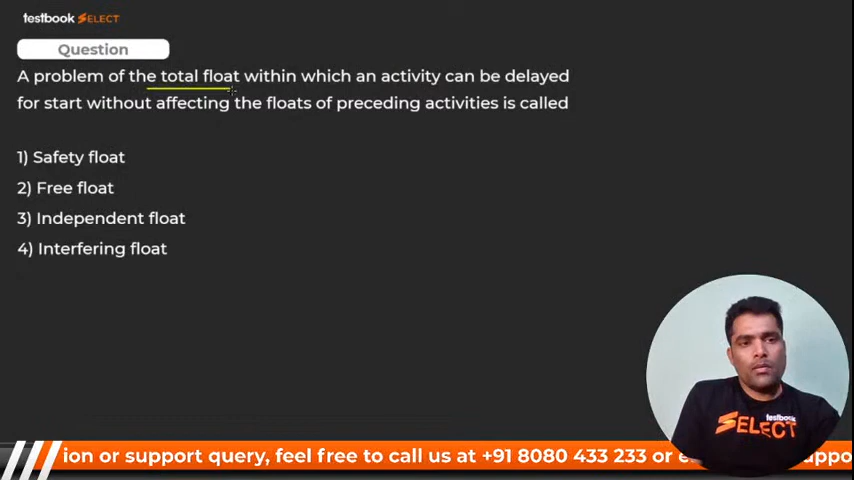 testbook SELECT
Question
A problem of the total float within which an activity can be delayed
for start without affecting the floats of preceding activities is called
1) Safety float
2) Free float
3) Independent float
4) Interfering float
testbook
SELECT
ion or support query, feel free to call us at +91 8080 433 233 or